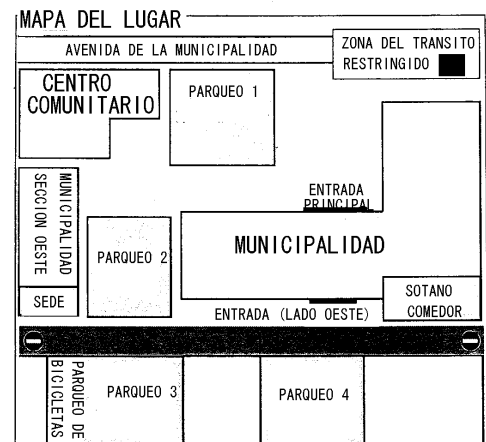 MAPA DEL LUGAR
AVENIDA DE LA MUNICIPALIDAD
ZONA DEL TRANSITO
RESTRINGIDO
CENTRO
COMUNITARIO
PARQUEO 1
MUNICIPALIDAD
SECCION OESTE
SEDE
PARQUEO 2
ENTRADA
PRINCIPAL
MUNICIPALIDAD
ENTRADA (LADO OESTE)
SOTANO
COMEDOR
PARQUEO DE
BICICLETAS
PARQUEO 3
PARQUEO 4